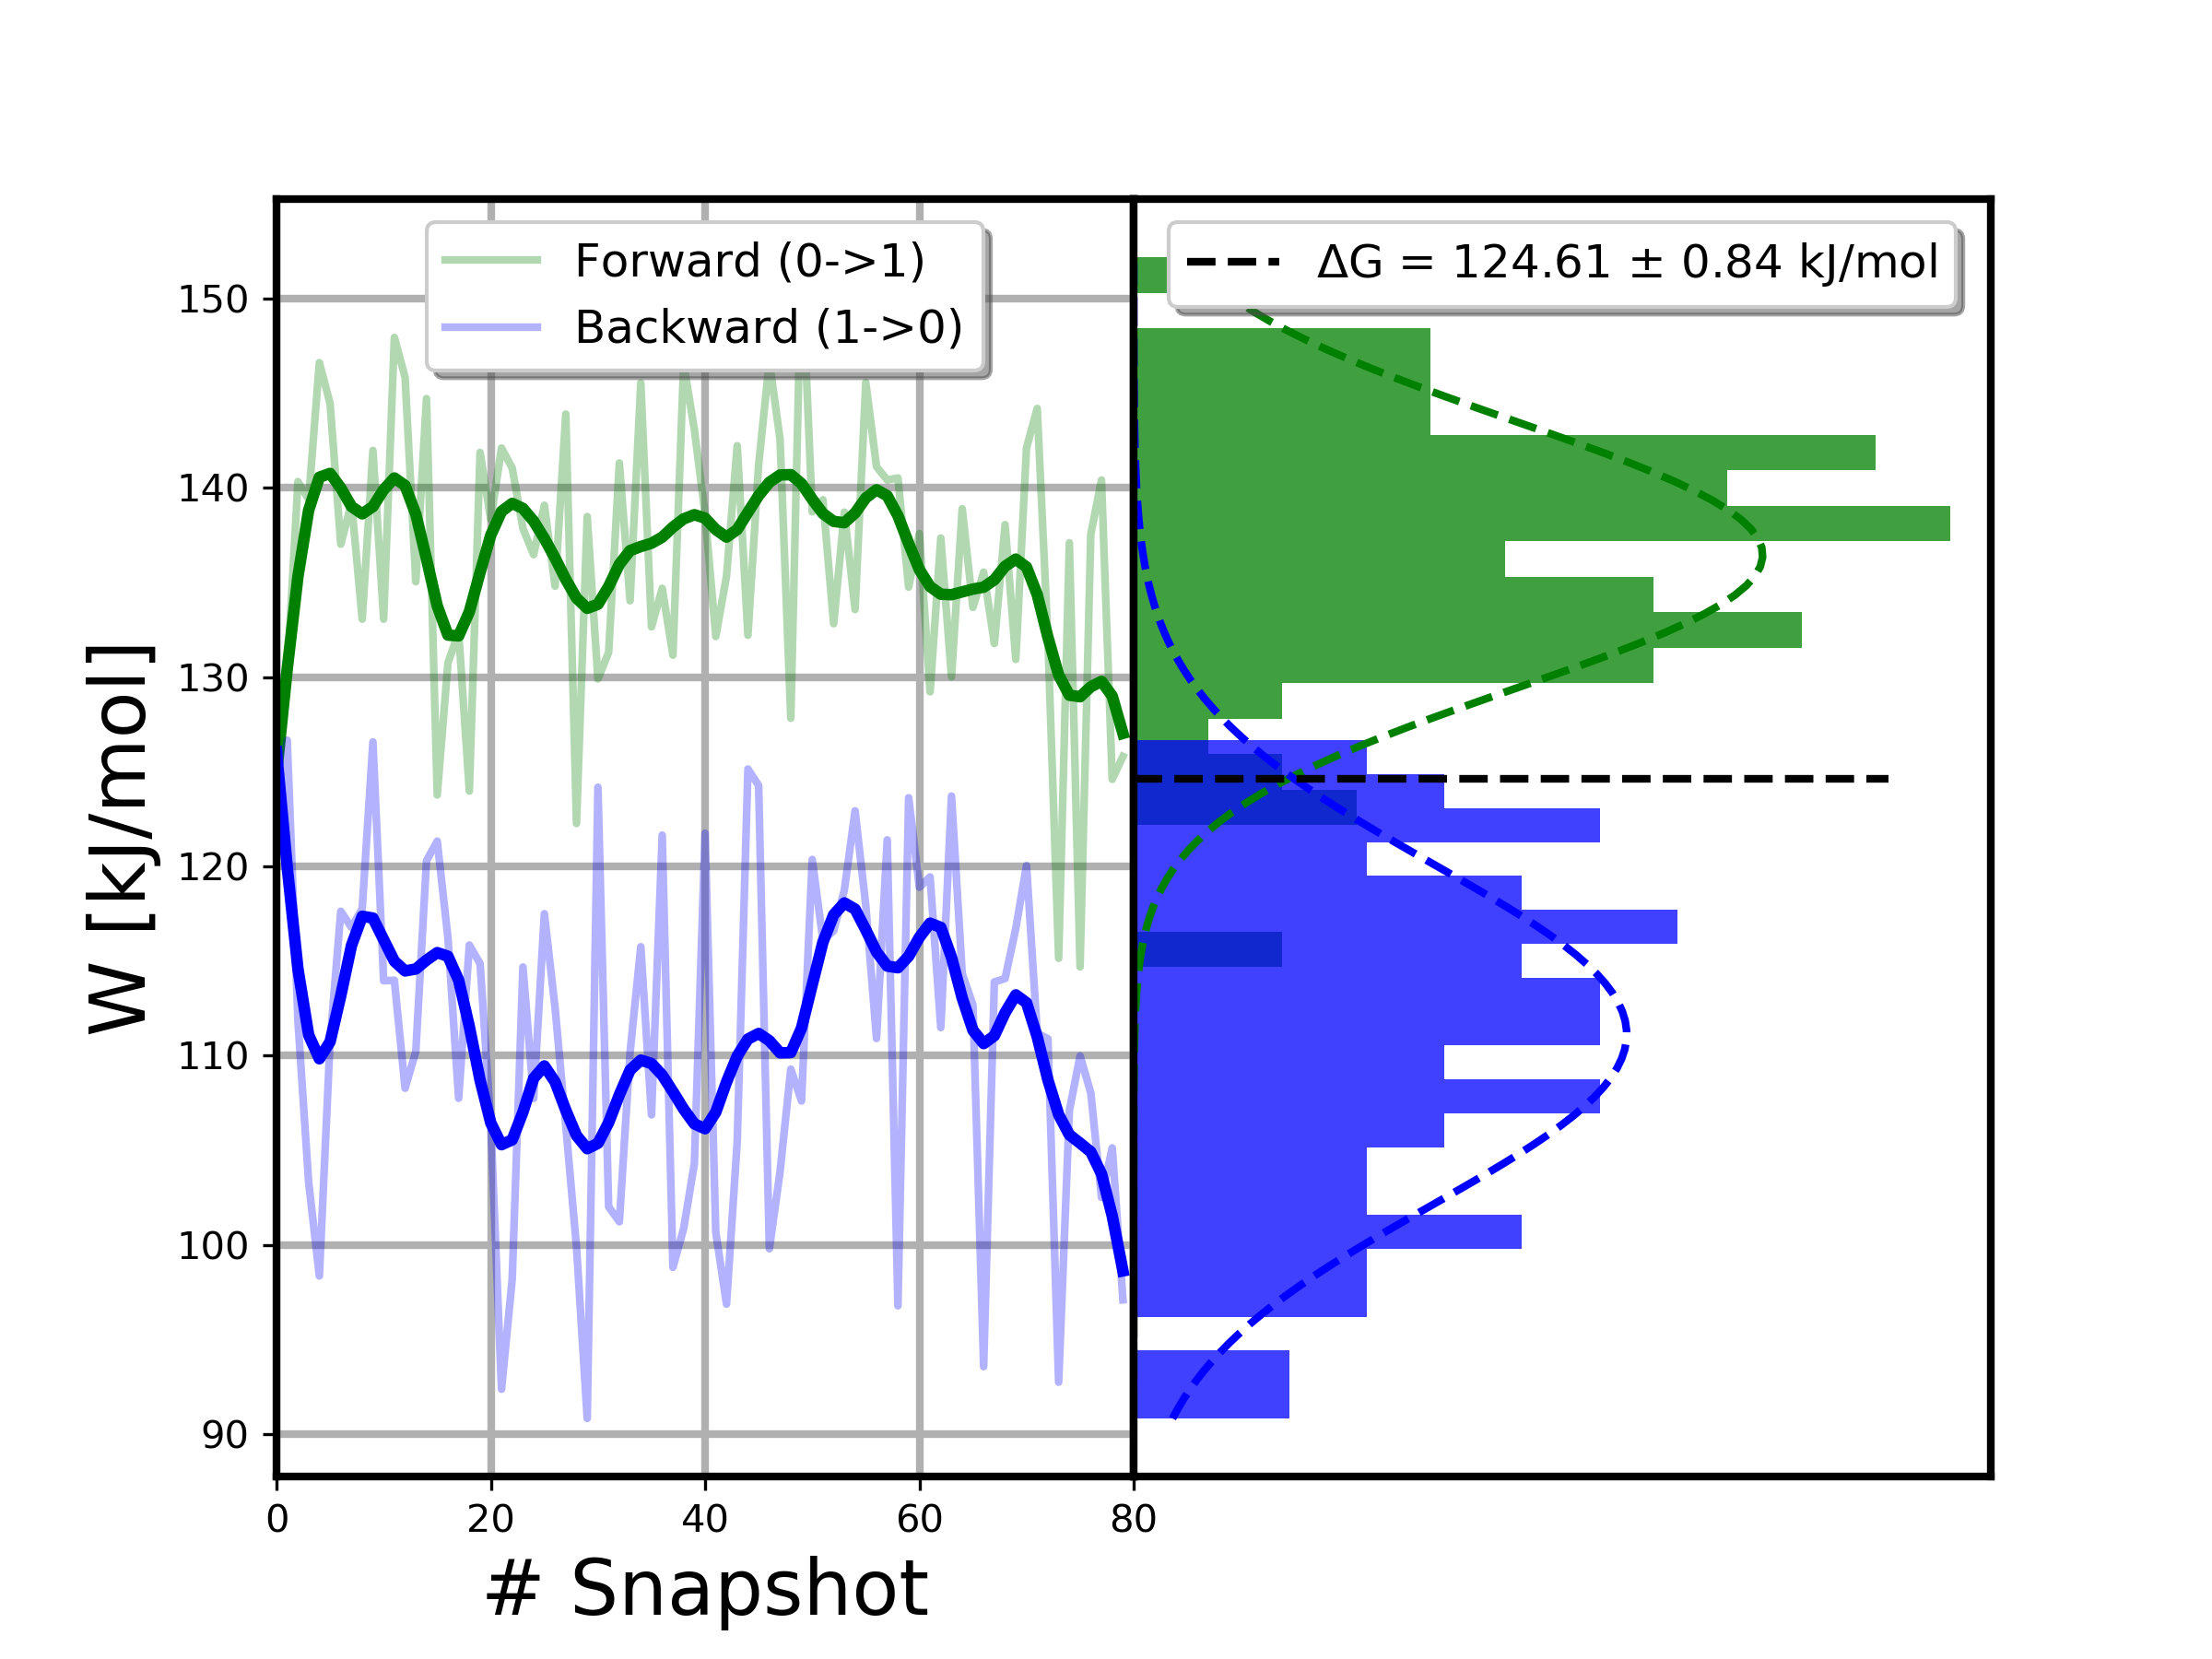 Forward (0->1)
Backward (1->0)
ΔG = 124.61 ± 0.84 kJ/mol
W [kJ/mol]
150
140
130
120
110
100
90
0 20 40 60 80
# Snapshot